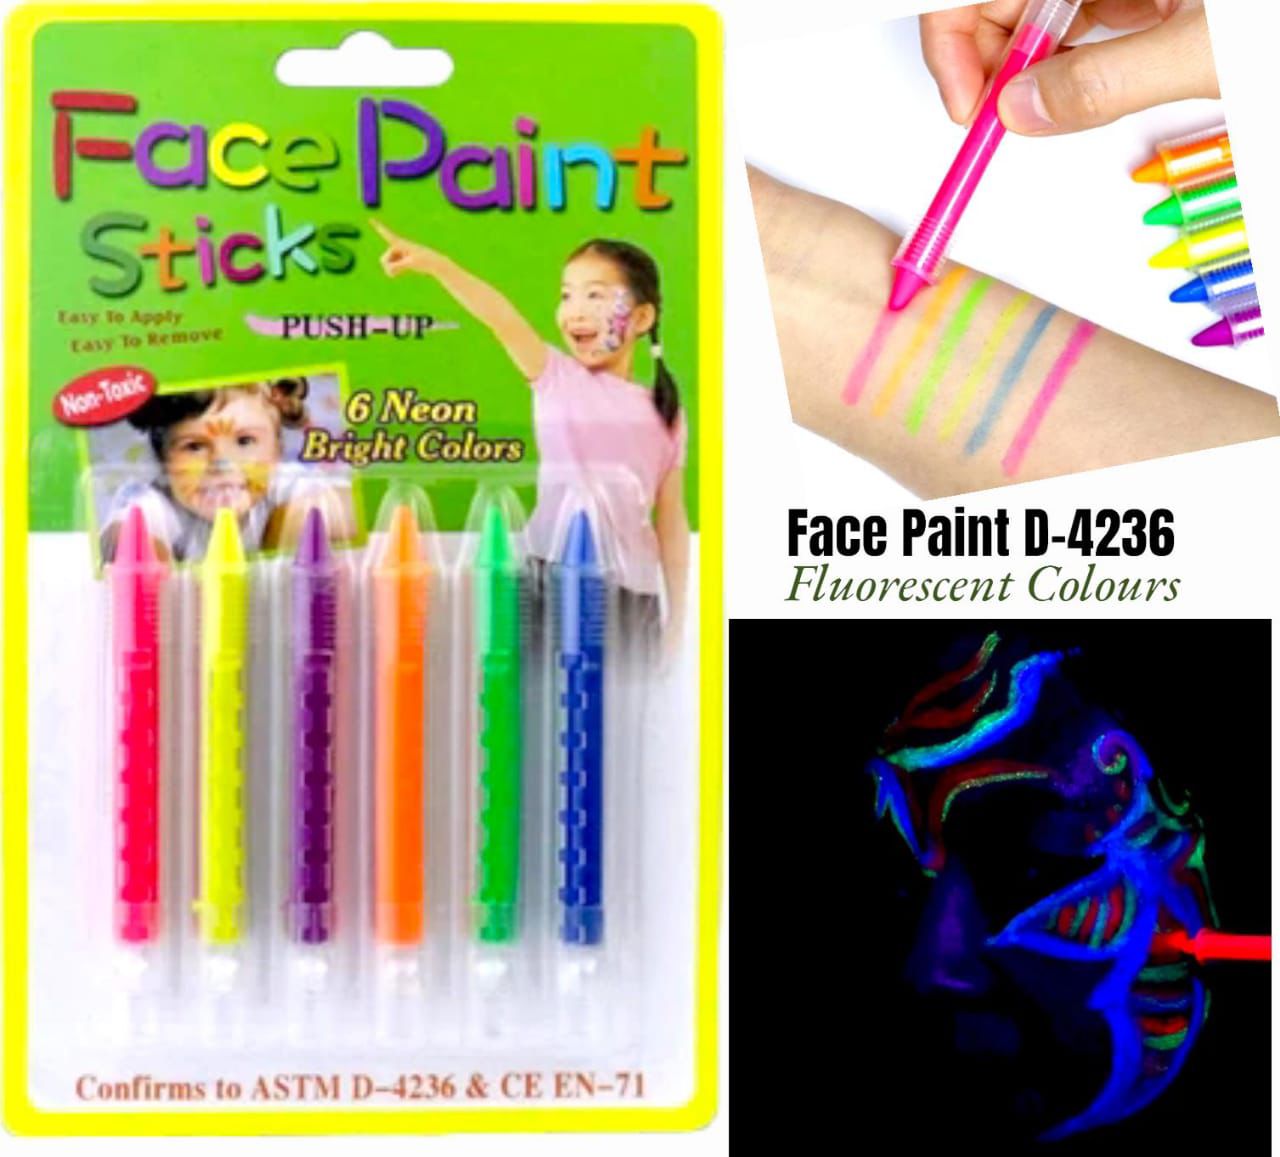 Face Paint
Sticks
Easy To Apply
Easy To Remove
PUSH-UP
Non-Toxic
6 Neon
Bright Colors
Confirms to ASTM D-4236 & CE EN-71
Face Paint D-4236
Fluorescent Colours